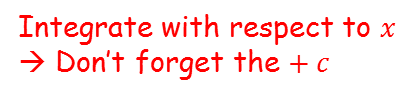 Integrate with respect to x
→ Don't forget the + c